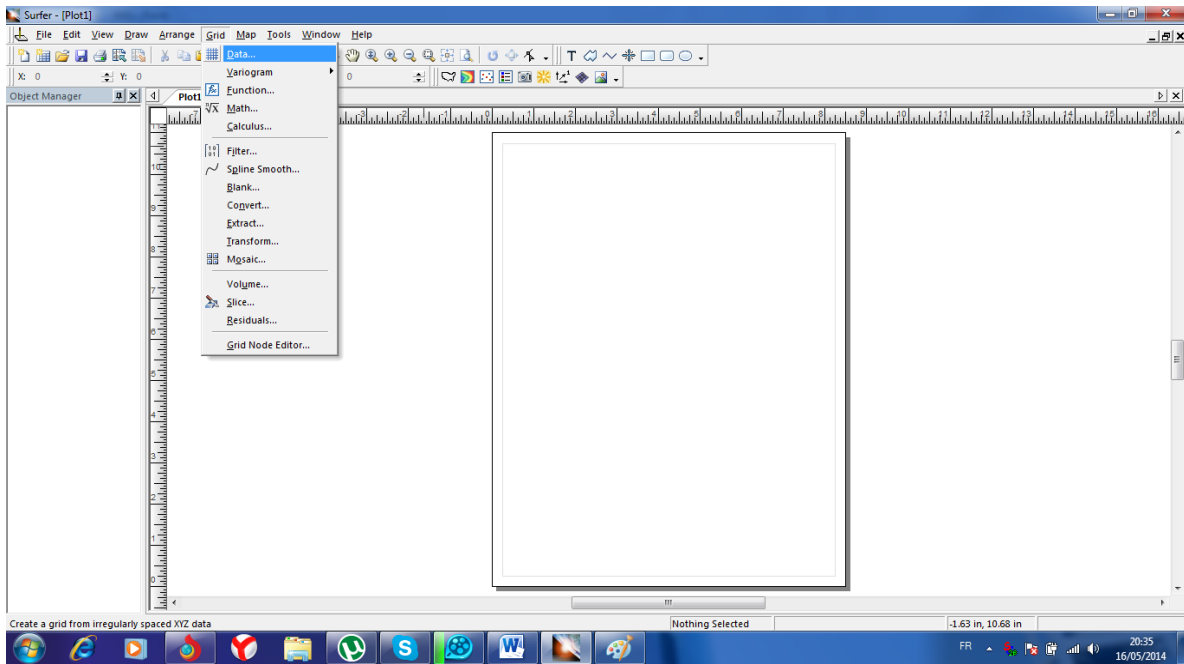 Surfer - [Plot1]
File Edit View Draw Arrange Grid Map Tools Window Help
X: 0 Y: 0 0
Object Manager Plot1
Data...
Variogram
Function...
Math...
Calculus...
Filter...
Spline Smooth...
Blank...
Convert...
Extract...
Transform...
Mosaic...
Volume...
Slice...
Residuals...
Grid Node Editor...
Create a grid from irregularly spaced XYZ data Nothing Selected -1.63 in, 10.68 in
FR 20:35
16/05/2014